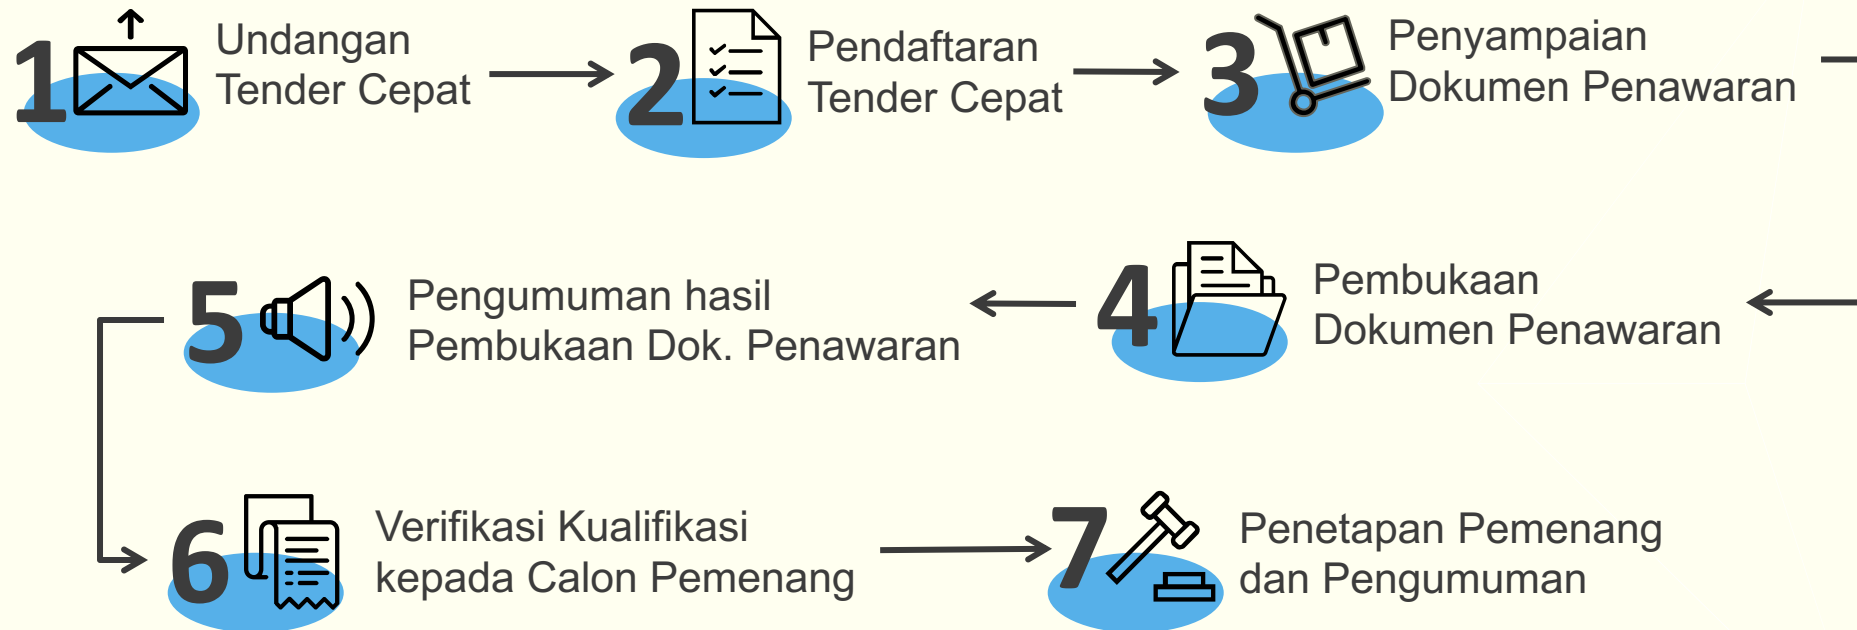 1
Undangan
Tender Cepat
2
Pendaftaran
Tender Cepat
3
Penyampaian
Dokumen Penawaran
4
Pembukaan
Dokumen Penawaran
5
Pengumuman hasil
Pembukaan Dok. Penawaran
6
Verifikasi Kualifikasi
kepada Calon Pemenang
7
Penetapan Pemenang
dan Pengumuman